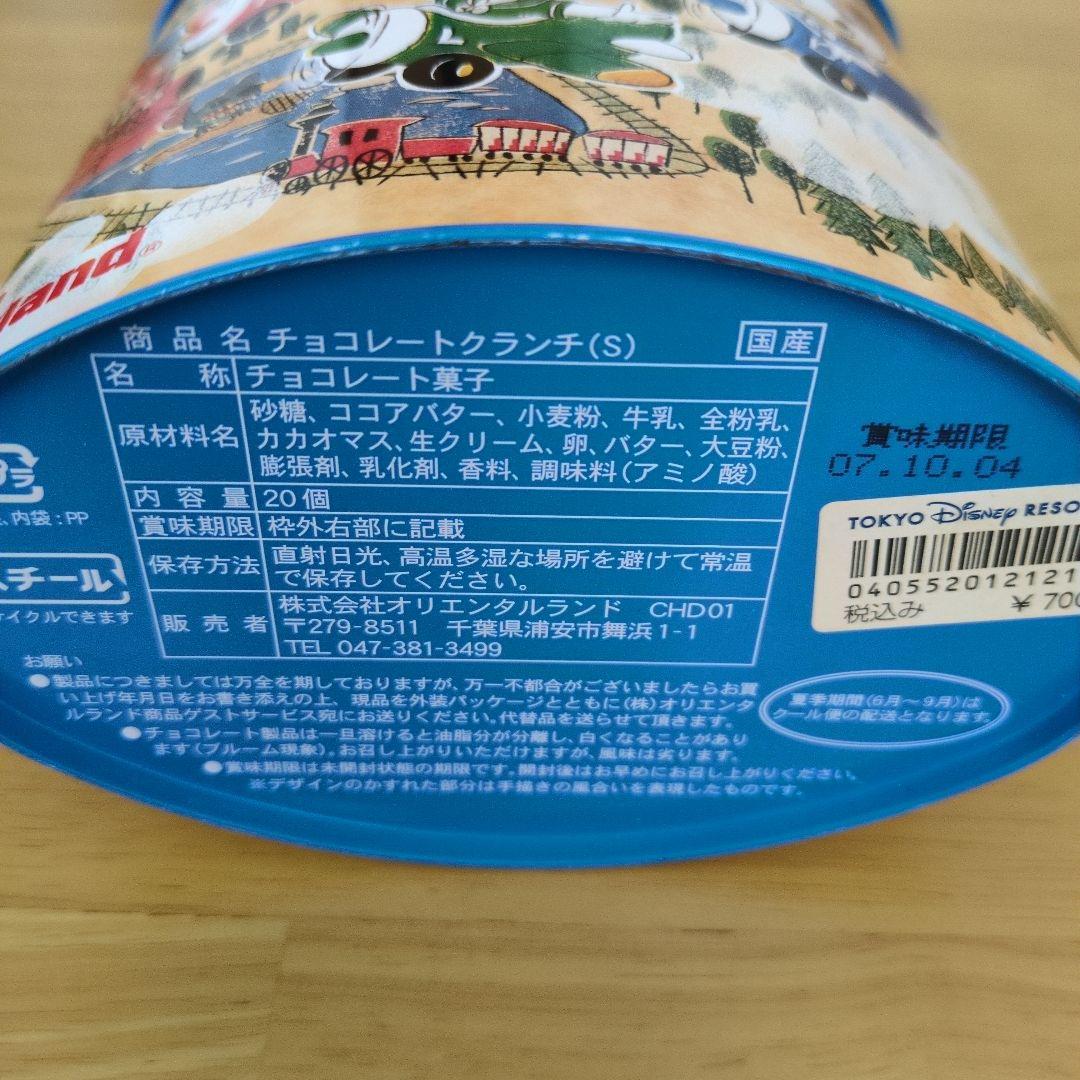 land®
商品名 チョコレートクランチ(S) 国産
名称 チョコレート菓子
原材料名 砂糖、ココアバター、小麦粉、牛乳、全粉乳、
カカオマス、生クリーム、卵、バター、大豆粉、
膨張剤、乳化剤、香料、調味料(アミノ酸)
内容量 20個
賞味期限 枠外右部に記載
保存方法 直射日光、高温多湿な場所を避けて常温
で保存してください。
販売者 株式会社オリエンタルランド CHD01
〒279-8511 千葉県浦安市舞浜1-1
TEL 047-381-3499
賞味期限
07.10.04
TOKYO Disney RESO
040552012121
税込み ¥700
プラ
内袋:PP
スチール
サイクルできます
お願い
●製品につきましては万全を期しておりますが、万一不都合がございましたらお買
い上げ年月日をお書き添えの上、現品を外装パッケージとともに(株)オリエンタ
ルランド商品ゲストサービス宛にお送りください。代替品を送らせて頂きます。
●チョコレート製品は一旦溶けると油脂分が分離し、白くなることがあり
ます(ブルーム現象)。お召し上がりいただけますが、風味は劣ります。
●賞味期限は未開封状態の期限です。開封後はお早めにお召し上がりください。
※デザインのかすれた部分は手描きの風合いを表現したものです。
夏季期間(6月〜9月)は
クール便の配送となります。